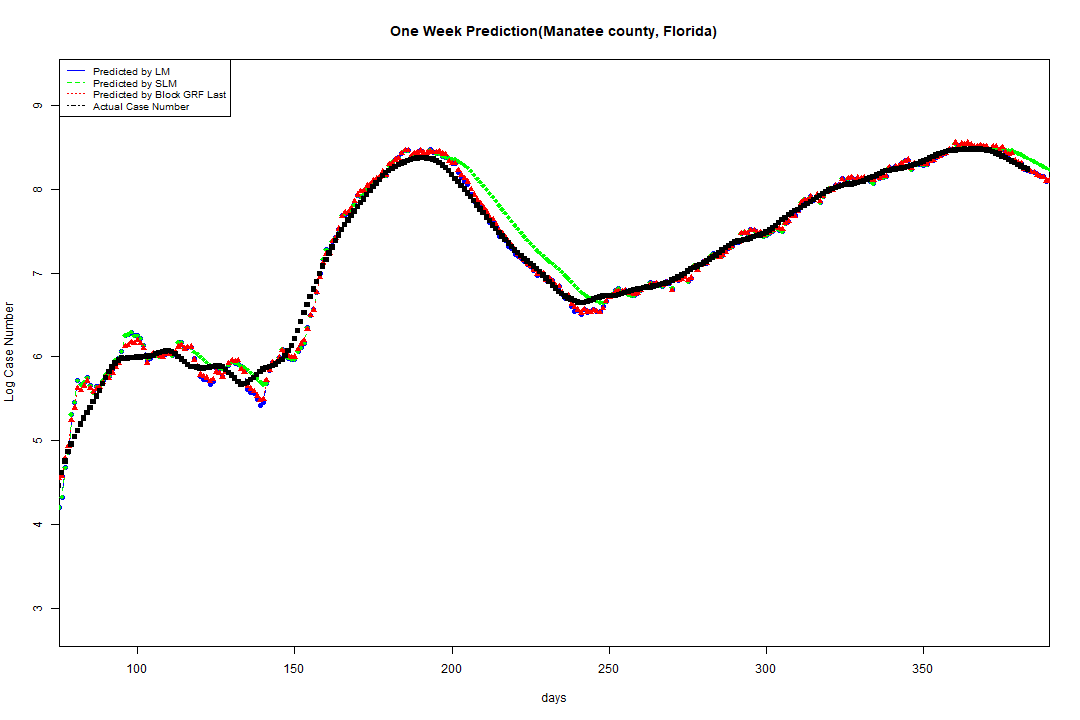 One Week Prediction(Manatee county, Florida)
Predicted by LM
Predicted by SLM
Predicted by Block GRF Last
Actual Case Number
9
8
7
6
5
4
3
Log Case Number
100 150 200 250 300 350
days